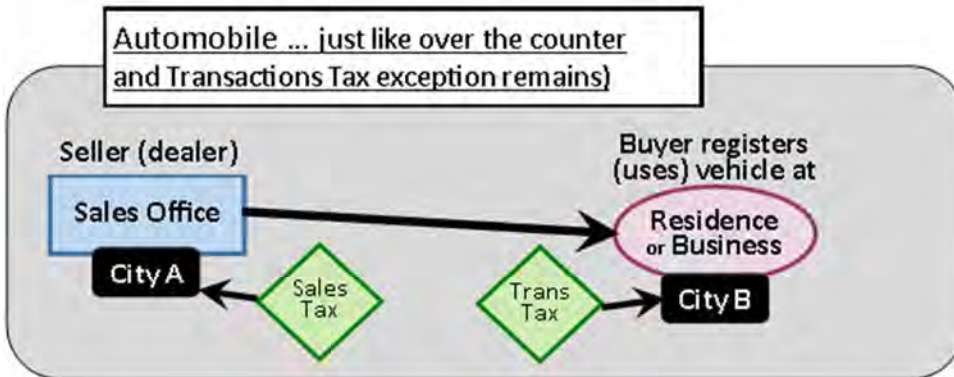 Automobile ... just like over the counter
and Transactions Tax exception remains)
Seller (dealer)
Sales Office
City A
Sales
Tax
Trans
Tax
Buyer registers
(uses) vehicle at
Residence
or Business
City B